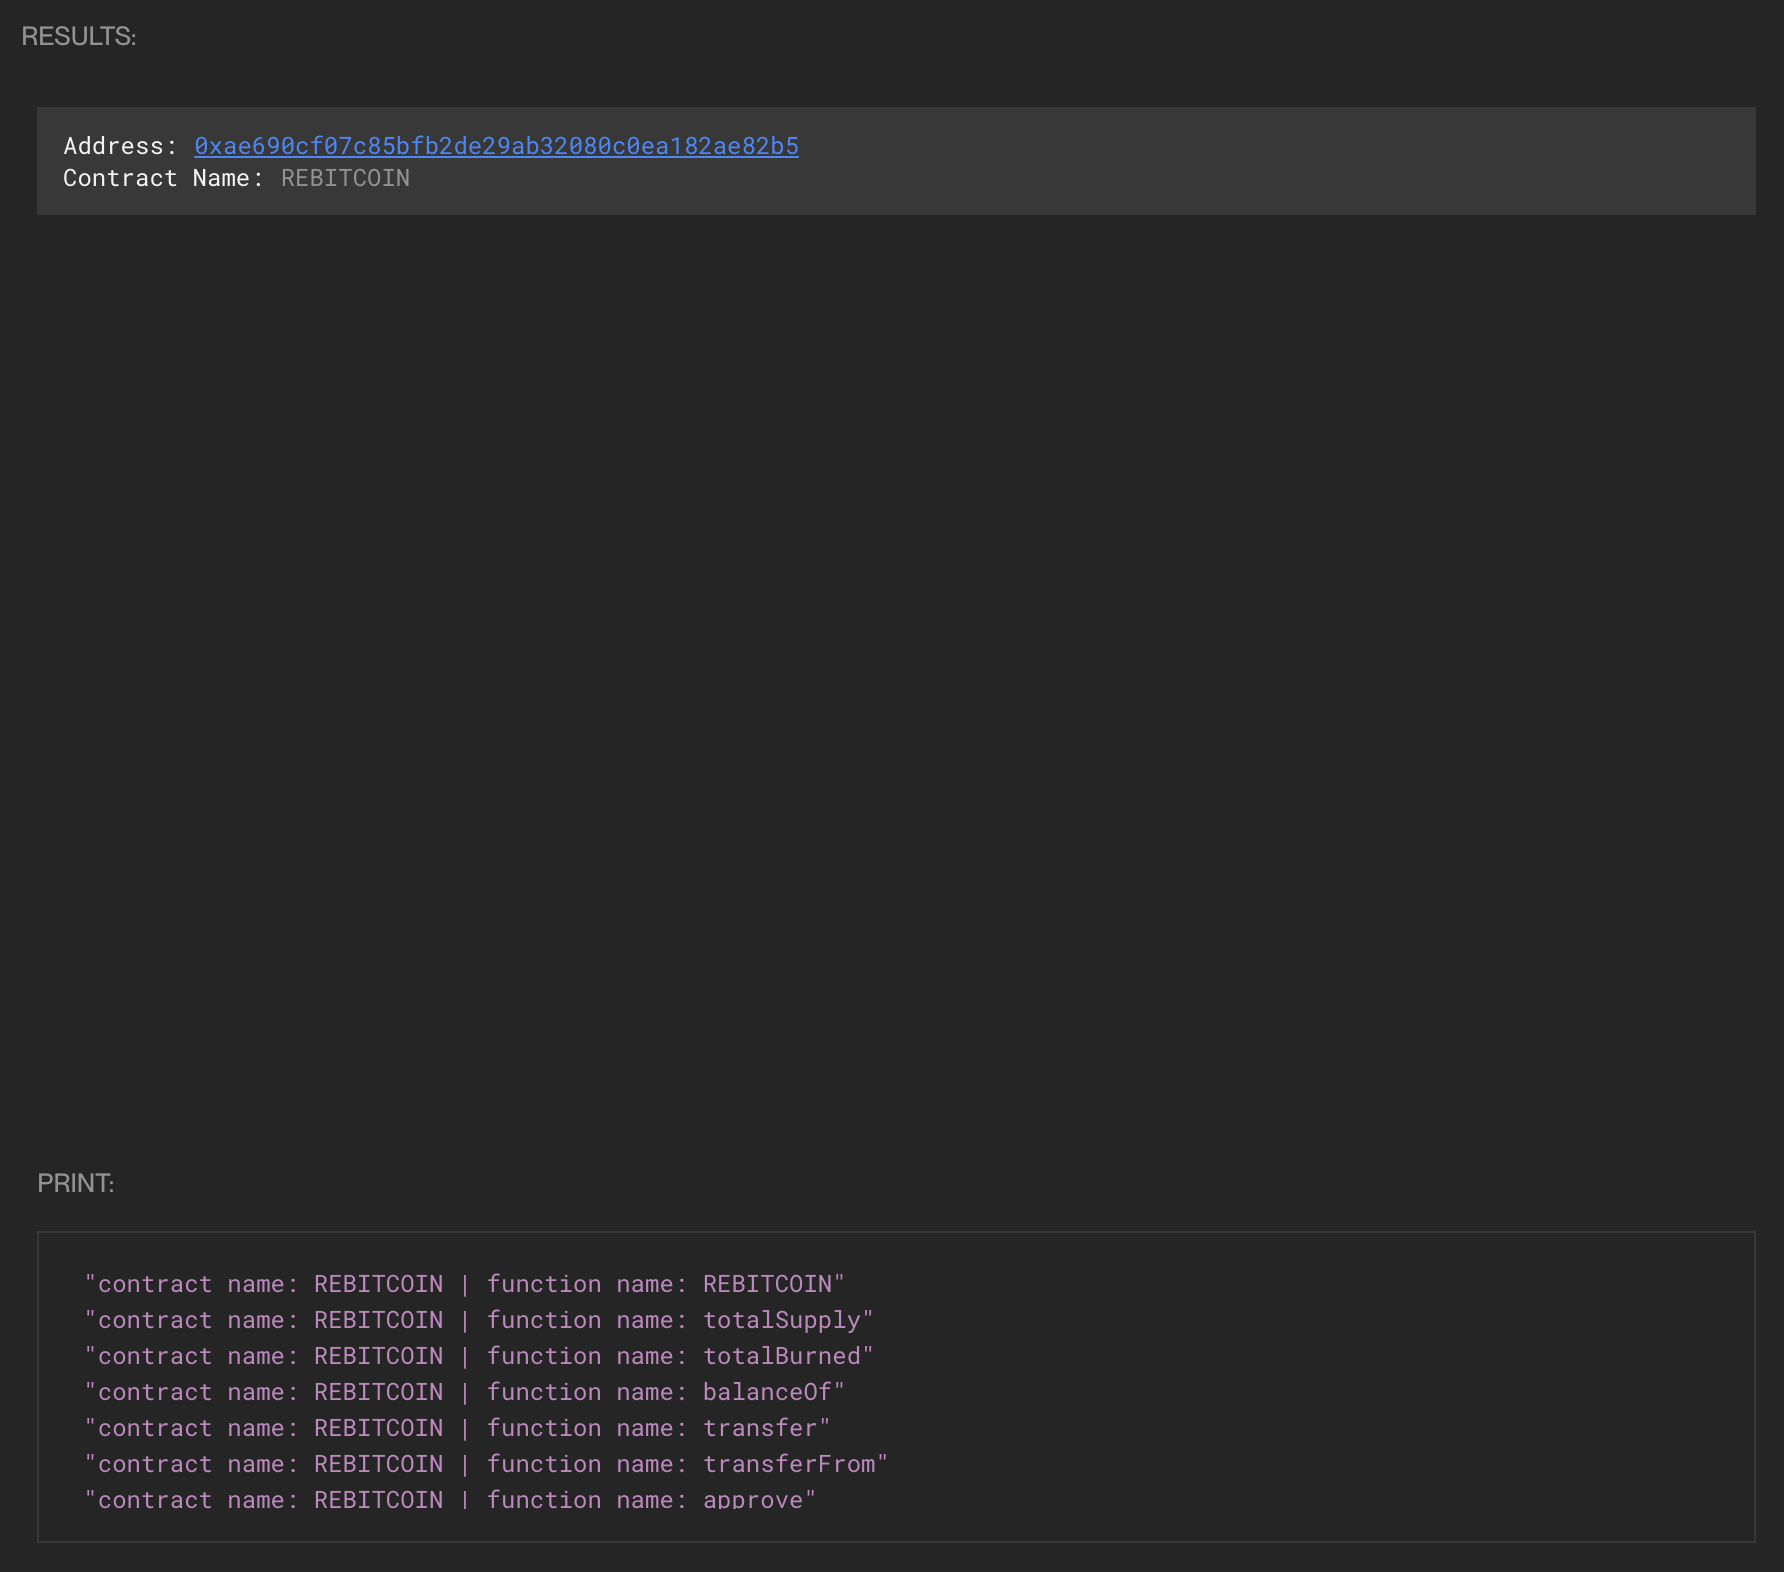 RESULTS:
Address: 0xae690cf07c85bfb2de29ab32080c0ea182ae82b5
Contract Name: REBITCOIN
PRINT:
"contract name: REBITCOIN | function name: REBITCOIN"
"contract name: REBITCOIN | function name: totalSupply"
"contract name: REBITCOIN | function name: totalBurned"
"contract name: REBITCOIN | function name: balanceOf"
"contract name: REBITCOIN | function name: transfer"
"contract name: REBITCOIN | function name: transferFrom"
"contract name: REBITCOIN | function name: approve"